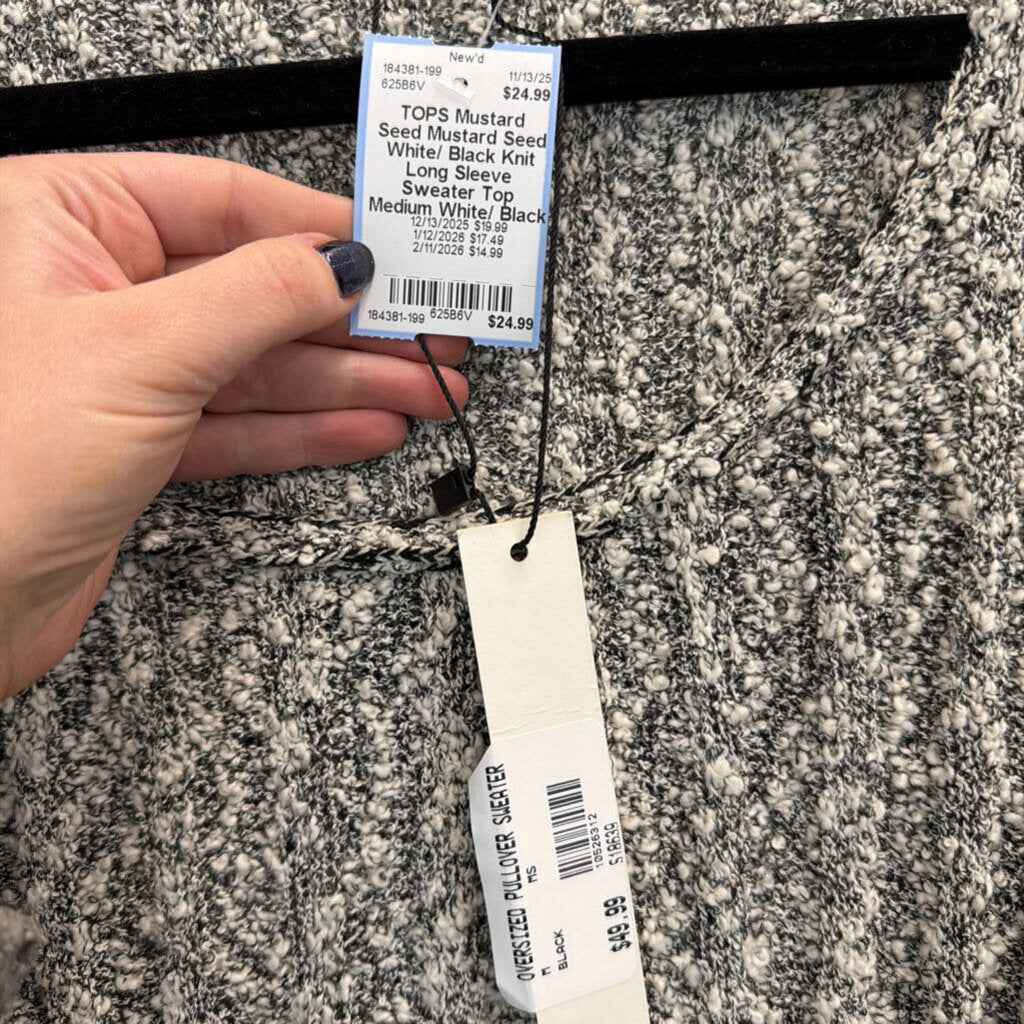 New'd
184381-199 11/13/25
625B6V $24.99
TOPS Mustard
Seed Mustard Seed
White/ Black Knit
Long Sleeve
Sweater Top
Medium White/ Black
12/13/2025 $19.99
1/12/2026 $17.49
2/11/2026 $14.99
184381-199 625B6V $24.99
OVERSIZED PULLOVER SWEATER
M MS
BLACK
10526312
S18639
$49.99